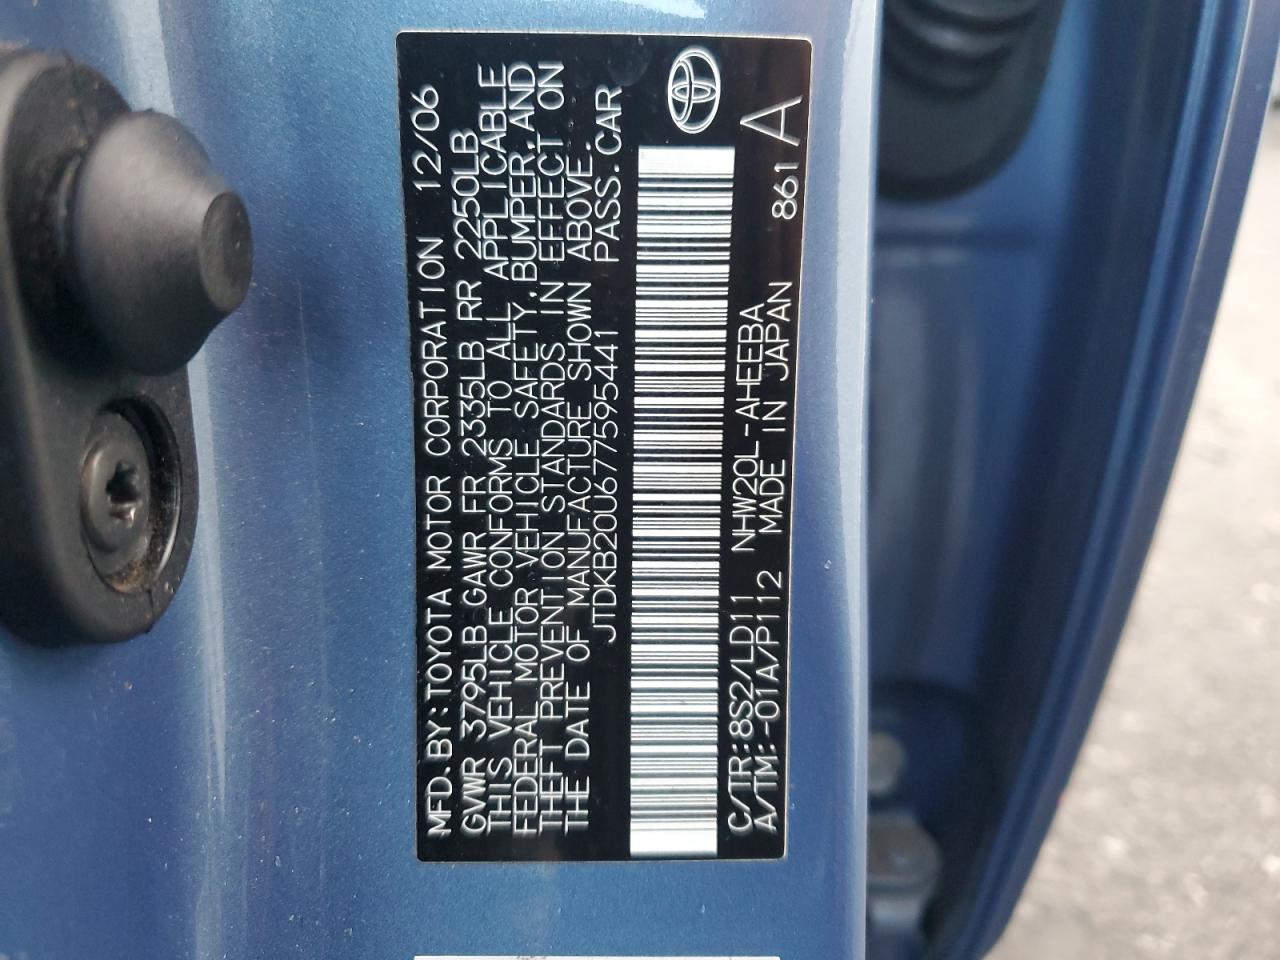 MFD.BY:TOYOTA MOTOR CORPORATION 12/06
GVWR 3795LB GAWR FR 2335LB RR 2250LB
THIS VEHICLE CONFORMS TO ALL APPLICABLE
FEDERAL MOTOR VEHICLE SAFETY,BUMPER,AND
THEFT PREVENTION STANDARDS IN EFFECT ON
THE DATE OF MANUFACTURE SHOWN ABOVE.
JTDKB20U677595441 PASS.CAR
C/TR:8S2/LD11 NHW20L-AHEEBA
A/TM:-01A/P112 MADE IN JAPAN 861 A